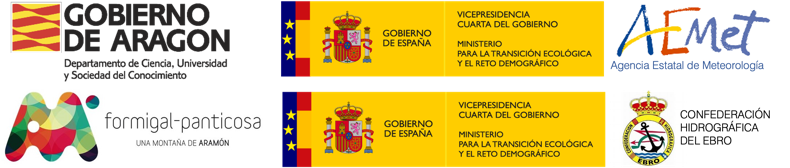 GOBIERNO
DE ARAGON
Departamento de Ciencia, Universidad
y Sociedad del Conocimiento
GOBIERNO
DE ESPAÑA
VICEPRESIDENCIA
CUARTA DEL GOBIERNO
MINISTERIO
PARA LA TRANSICIÓN ECOLÓGICA
Y EL RETO DEMOGRÁFICO
AEMet
Agencia Estatal de Meteorología
formigal-panticosa
UNA MONTAÑA DE ARAMÓN
GOBIERNO
DE ESPAÑA
VICEPRESIDENCIA
CUARTA DEL GOBIERNO
MINISTERIO
PARA LA TRANSICIÓN ECOLÓGICA
Y EL RETO DEMOGRÁFICO
EBRO
CONFEDERACIÓN
HIDROGRÁFICA
DEL EBRO